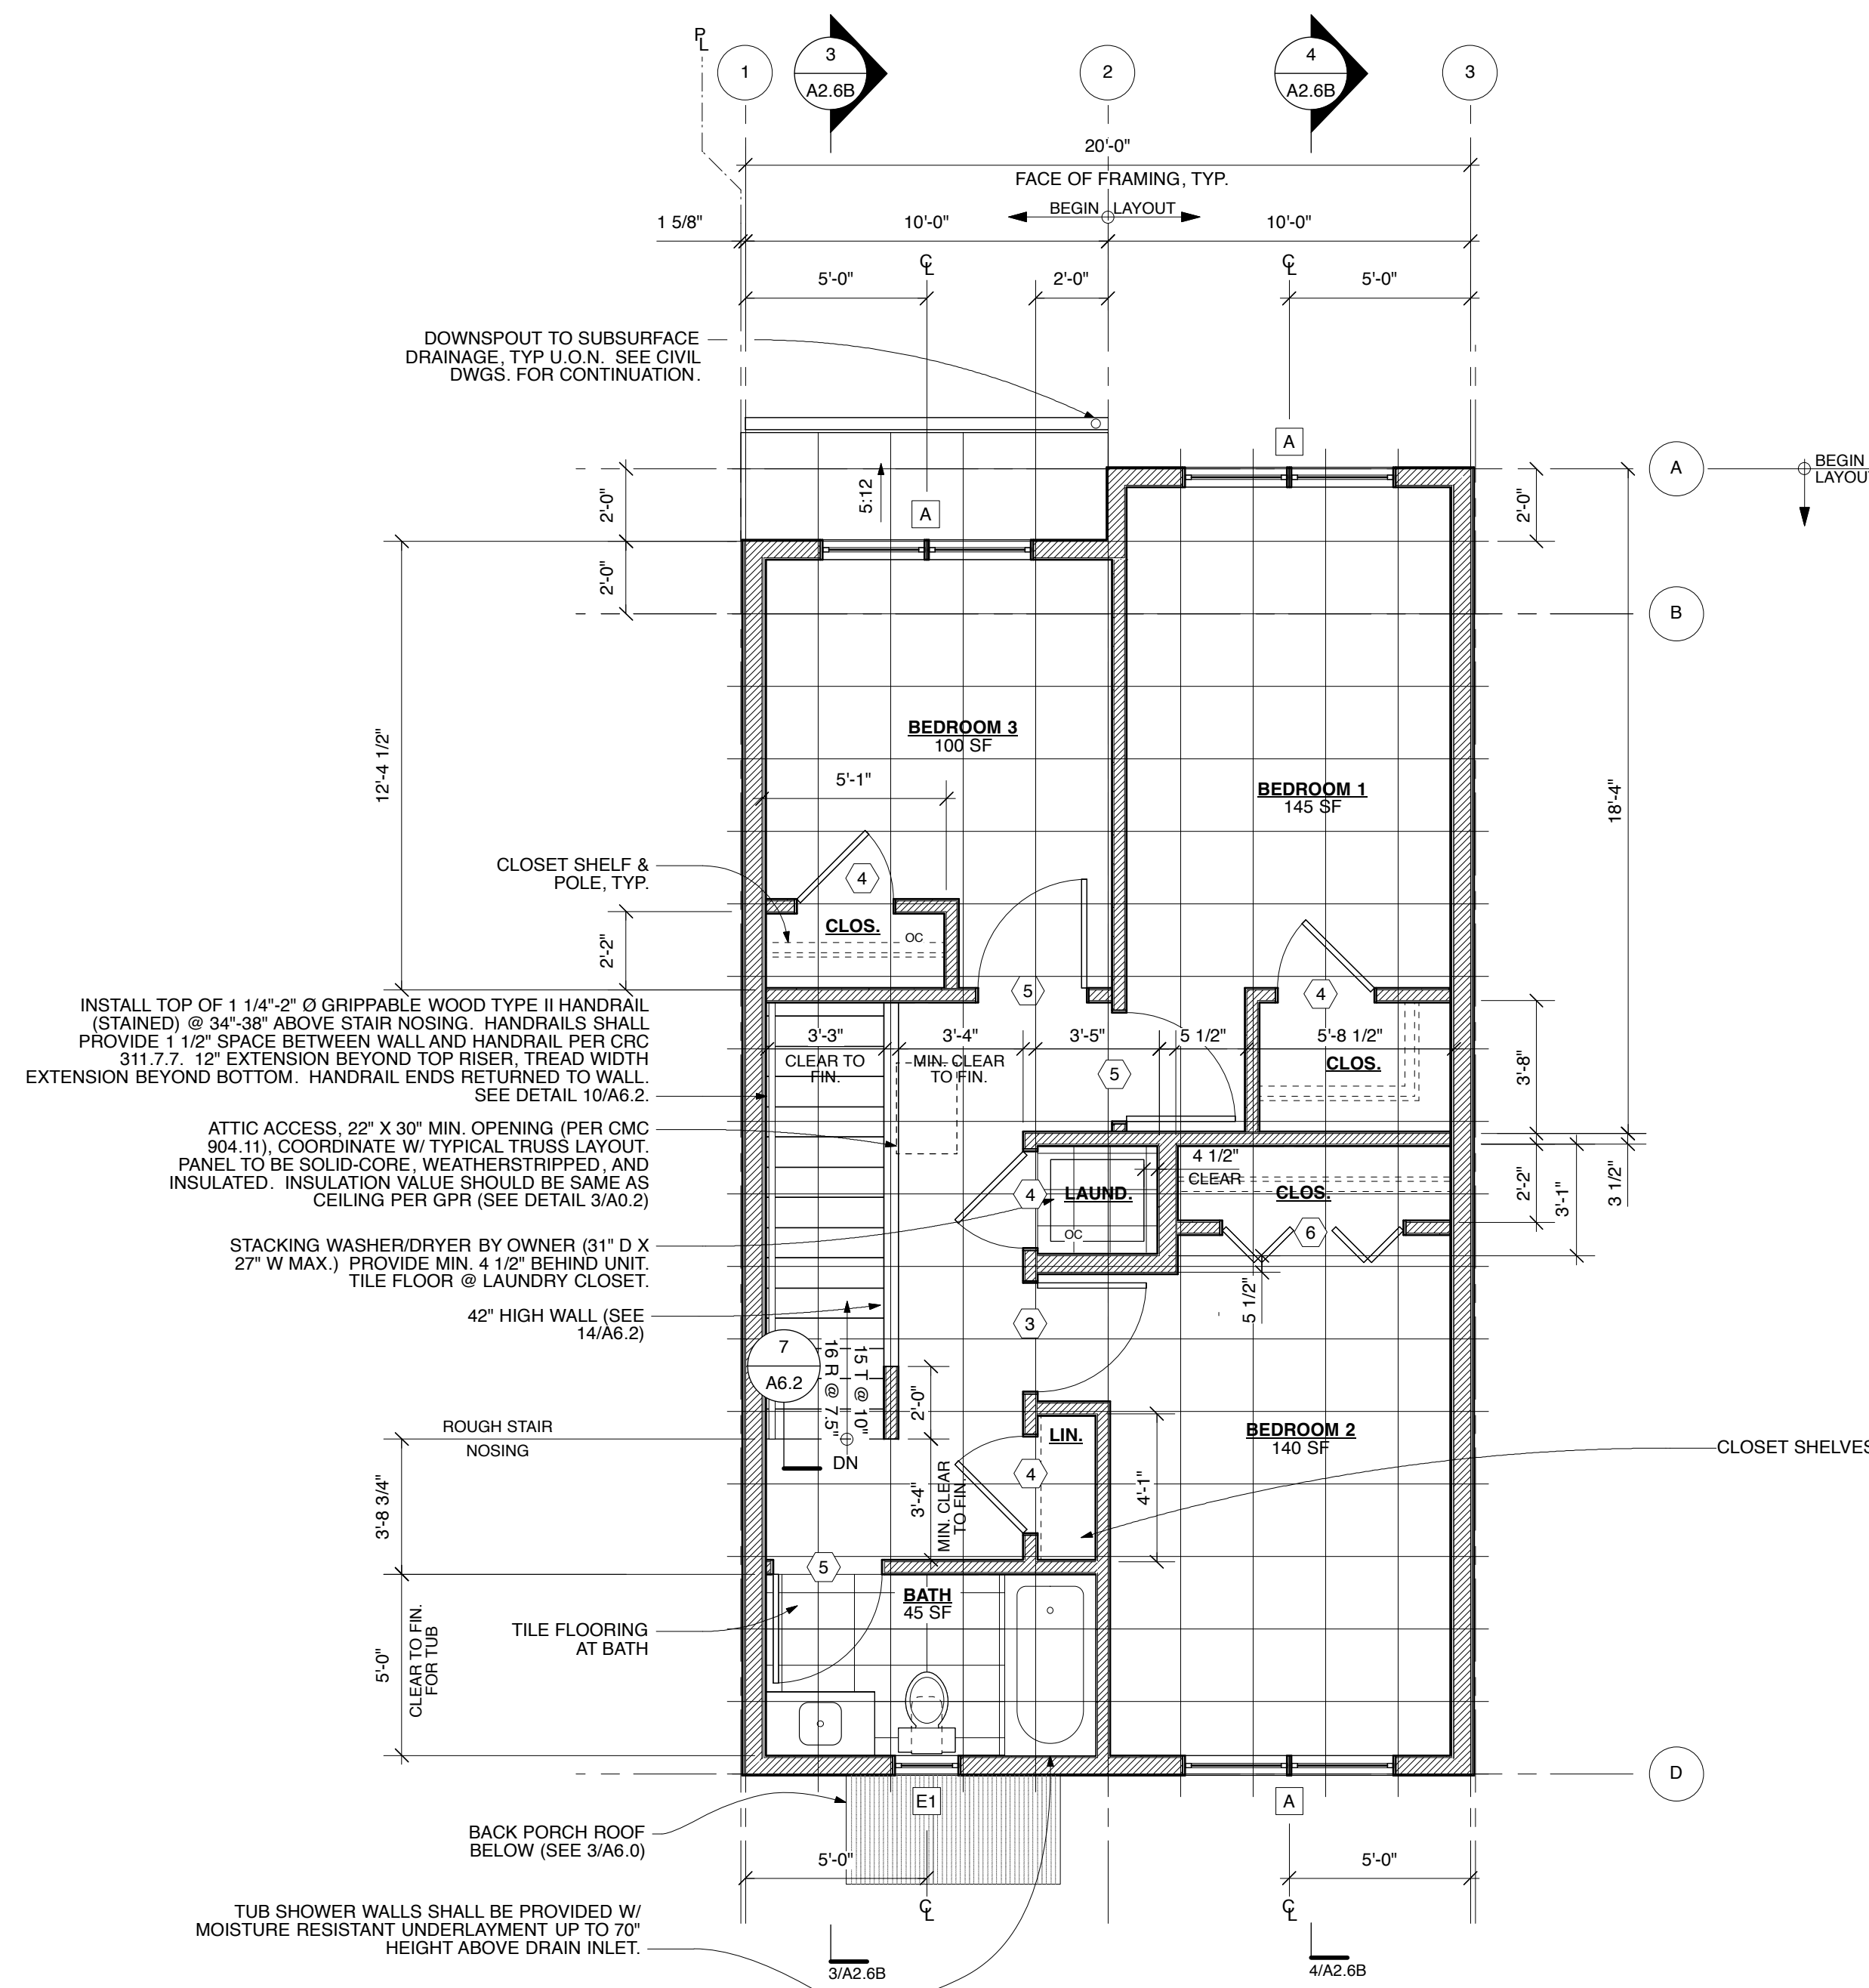 PL
1
3
A2.6B
2
4
A2.6B
3
20'-0"
FACE OF FRAMING, TYP.
BEGIN LAYOUT
1 5/8"
10'-0"
10'-0"
CL
CL
5'-0"
2'-0"
5'-0"
DOWNSPOUT TO SUBSURFACE
DRAINAGE, TYP U.O.N. SEE CIVIL
DWGS. FOR CONTINUATION.
A
A
BEGIN
2'-0"
5:12
A
2'-0"
2'-0"
B
12'-4 1/2"
BEDROOM 3
100 SF
5'-1"
BEDROOM 1
145 SF
18'-4"
CLOSET SHELF &
POLE, TYP.
4
CLOS.
OC
2'-2"
5
4
INSTALL TOP OF 1 1/4"-2" Ø GRIPPABLE WOOD TYPE II HANDRAIL
(STAINED) @ 34"-38" ABOVE STAIR NOSING. HANDRAILS SHALL
PROVIDE 1 1/2" SPACE BETWEEN WALL AND HANDRAIL PER CRC
311.7.7. 12" EXTENSION BEYOND TOP RISER, TREAD WIDTH
EXTENSION BEYOND BOTTOM. HANDRAIL ENDS RETURNED TO WALL.
SEE DETAIL 10/A6.2.
3'-3"
CLEAR TO
FIN.
3'-4"
MIN. CLEAR
TO FIN.
3'-5"
5 1/2"
5'-8 1/2"
CLOS.
5
3'-8"
ATTIC ACCESS, 22" X 30" MIN. OPENING (PER CMC
904.11), COORDINATE W/ TYPICAL TRUSS LAYOUT.
PANEL TO BE SOLID-CORE, WEATHERSTRIPPED, AND
INSULATED. INSULATION VALUE SHOULD BE SAME AS
CEILING PER GPR (SEE DETAIL 3/A0.2)
4 1/2"
CLEAR
4
LAUND.
OC
CLOS.
2'-2"
3'-1"
3 1/2"
6
STACKING WASHER/DRYER BY OWNER (31" D X
27" W MAX.) PROVIDE MIN. 4 1/2" BEHIND UNIT.
TILE FLOOR @ LAUNDRY CLOSET.
5 1/2"
42" HIGH WALL (SEE
14/A6.2)
3
7
A6.2
15 T @ 10"
16 R @ 7.5"
2'-0"
ROUGH STAIR
NOSING
DN
LIN.
BEDROOM 2
140 SF
CLOSET SHELVES
4
3'-8 3/4"
3'-4"
MIN. CLEAR
TO FIN.
4'-1"
5
BATH
45 SF
TILE FLOORING
AT BATH
5'-0"
CLEAR TO FIN.
FOR TUB
D
E1
A
BACK PORCH ROOF
BELOW (SEE 3/A6.0)
5'-0"
5'-0"
CL
CL
TUB SHOWER WALLS SHALL BE PROVIDED W/
MOISTURE RESISTANT UNDERLAYMENT UP TO 70"
HEIGHT ABOVE DRAIN INLET.
3/A2.6B
4/A2.6B